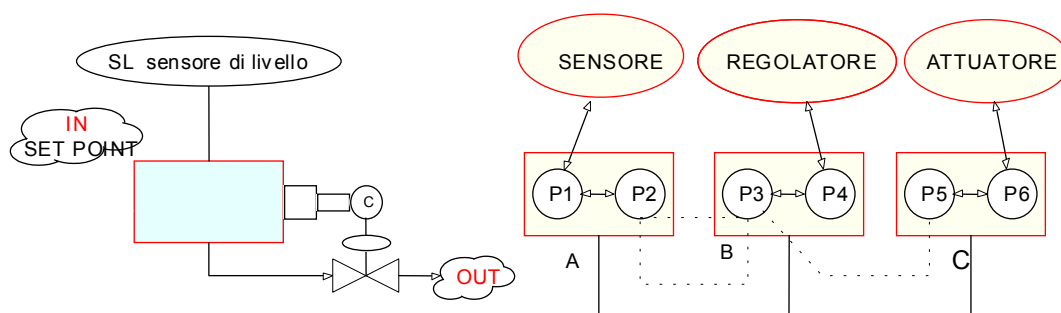 SL sensore di livello
IN
SET POINT
C
OUT
SENSORE
REGOLATORE
ATTUATORE
P1
P2
P3
P4
P5
P6
A
B
C